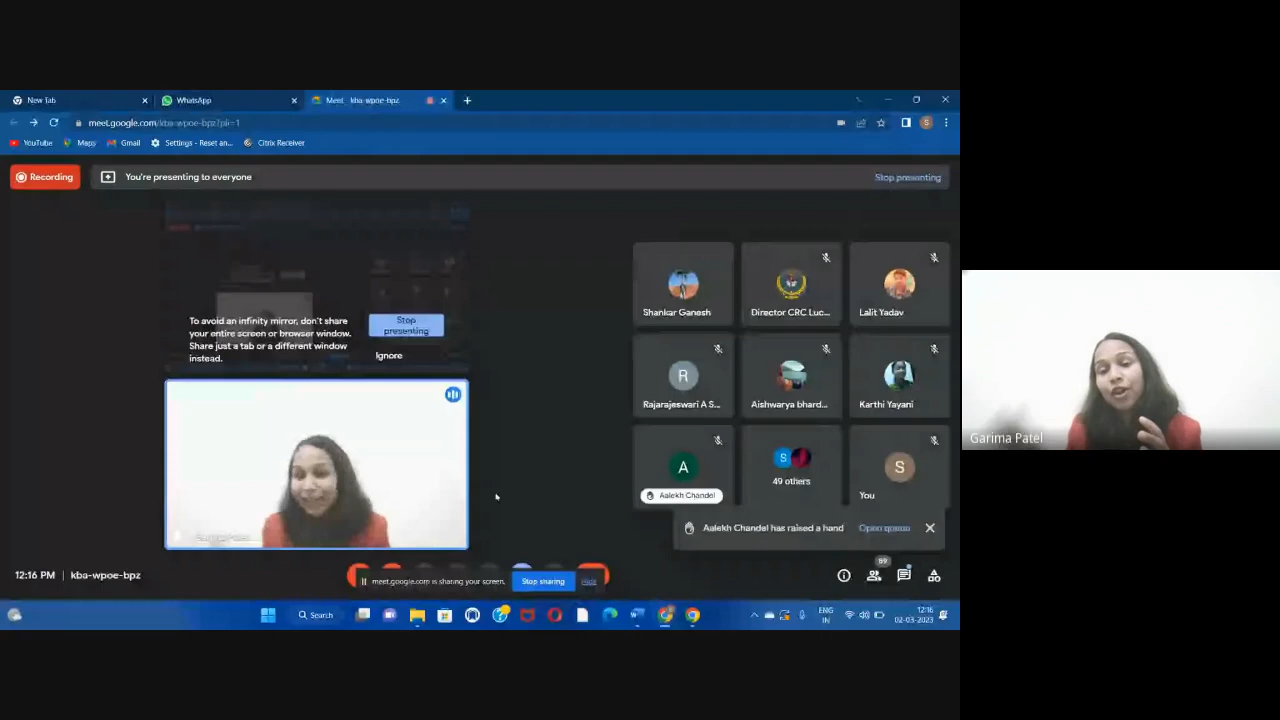 New Tab
WhatsApp
Meet - kba-wpoe-bpz
meet.google.com/kba-wpoe-bpz?pli=1
YouTube
Maps
Gmail
Settings - Reset an...
Citrix Receiver
Recording
You're presenting to everyone
Stop presenting
To avoid an infinity mirror, don't share
your entire screen or browser window.
Share just a tab or a different window
instead.
Stop
presenting
Ignore
Shankar Ganesh
Director CRC Luc...
Lalit Yadav
R
Rajarajeswari A S...
Aishwarya bhard...
Karthi Yayani
A
Aalekh Chandel
S
49 others
S
You
Aalekh Chandel has raised a hand
Open queue
Garima Patel
12:16 PM | kba-wpoe-bpz
meet.google.com is sharing your screen.
Stop sharing
Hide
59
Search
ENG
IN
12:16
02-03-2023